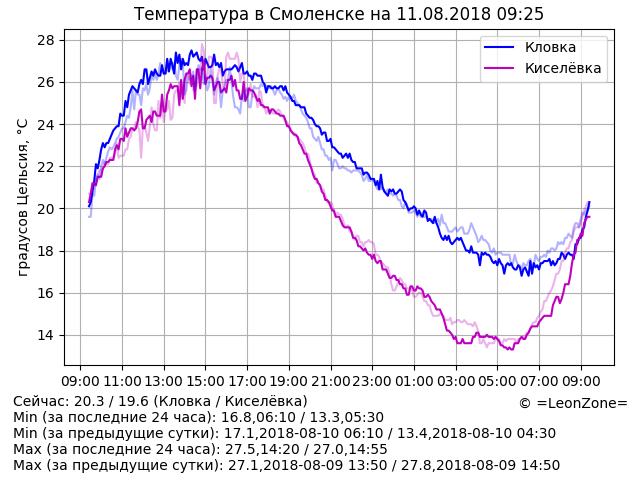 Температура в Смоленске на 11.08.2018 09:25
градусов Цельсия, °C
28
26
24
22
20
18
16
14
Кловка
Киселёвка
09:00 11:00 13:00 15:00 17:00 19:00 21:00 23:00 01:00 03:00 05:00 07:00 09:00
Сейчас: 20.3 / 19.6 (Кловка / Киселёвка)
© =LeonZone=
Min (за последние 24 часа): 16.8,06:10 / 13.3,05:30
Min (за предыдущие сутки): 17.1,2018-08-10 06:10 / 13.4,2018-08-10 04:30
Max (за последние 24 часа): 27.5,14:20 / 27.0,14:55
Max (за предыдущие сутки): 27.1,2018-08-09 13:50 / 27.8,2018-08-09 14:50